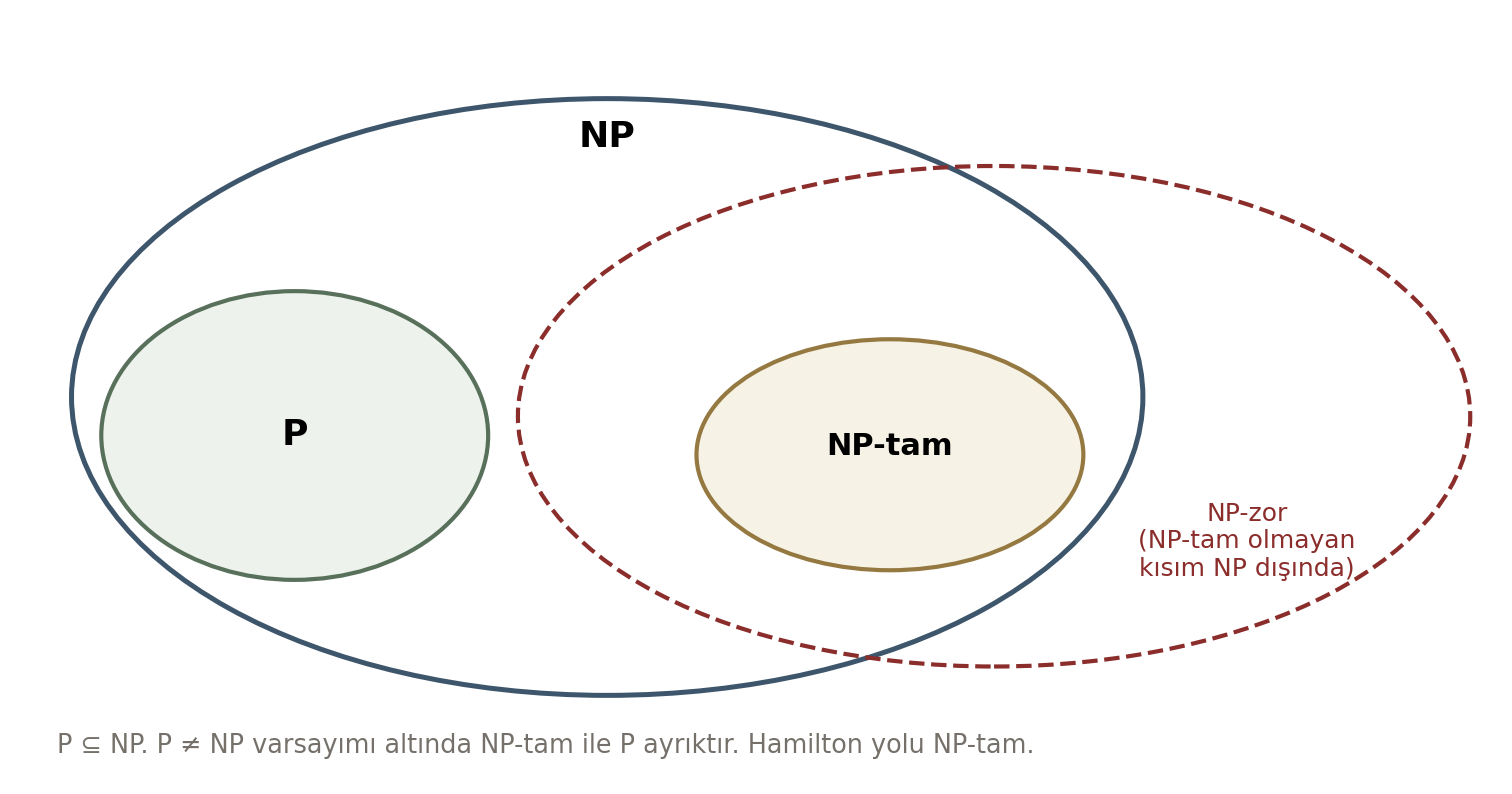 NP
P
NP-tam
NP-zor
(NP-tam olmayan
kısım NP dışında)
P ⊆ NP. P ≠ NP varsayımı altında NP-tam ile P ayrıktır. Hamilton yolu NP-tam.